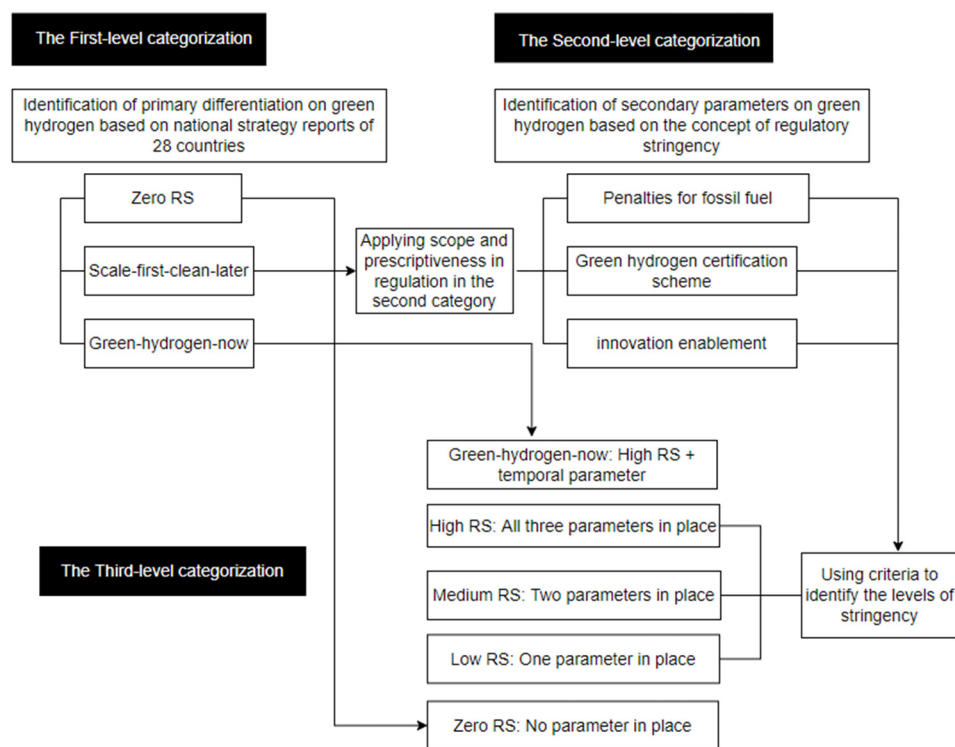 The First-level categorization
The Second-level categorization
Identification of primary differentiation on green
hydrogen based on national strategy reports of
28 countries
Identification of secondary parameters on green
hydrogen based on the concept of regulatory
stringency
Zero RS
Scale-first-clean-later
Green-hydrogen-now
Applying scope and
prescriptiveness in
regulation in the
second category
Penalties for fossil fuel
Green hydrogen certification
scheme
innovation enablement
Green-hydrogen-now: High RS +
temporal parameter
High RS: All three parameters in place
The Third-level categorization
Medium RS: Two parameters in place
Using criteria to
identify the levels of
stringency
Low RS: One parameter in place
Zero RS: No parameter in place